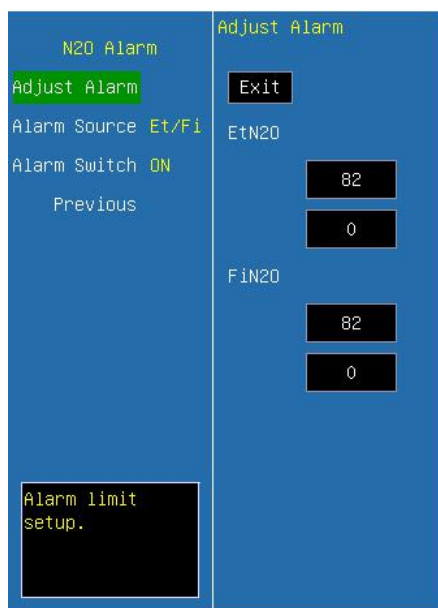 N2O Alarm
Adjust Alarm
Alarm Source Et/Fi
Alarm Switch ON
Previous
Alarm limit
setup.
Adjust Alarm
Exit
EtN2O
82
0
FiN2O
82
0